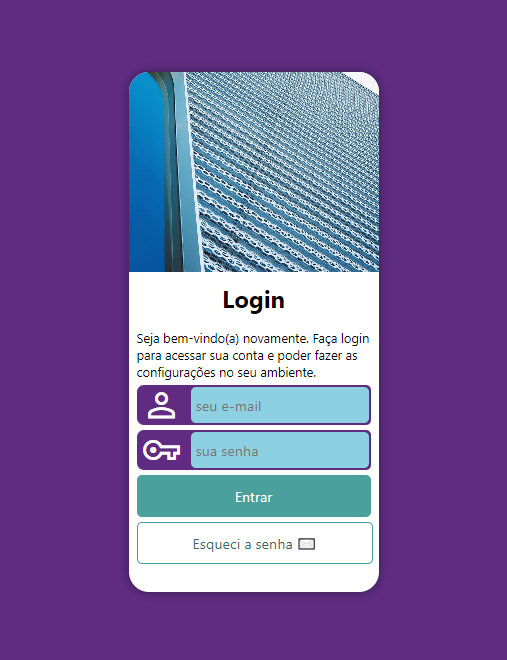 Login
Seja bem-vindo(a) novamente. Faça login
para acessar sua conta e poder fazer as
configurações no seu ambiente.
seu e-mail
sua senha
Entrar
Esqueci a senha